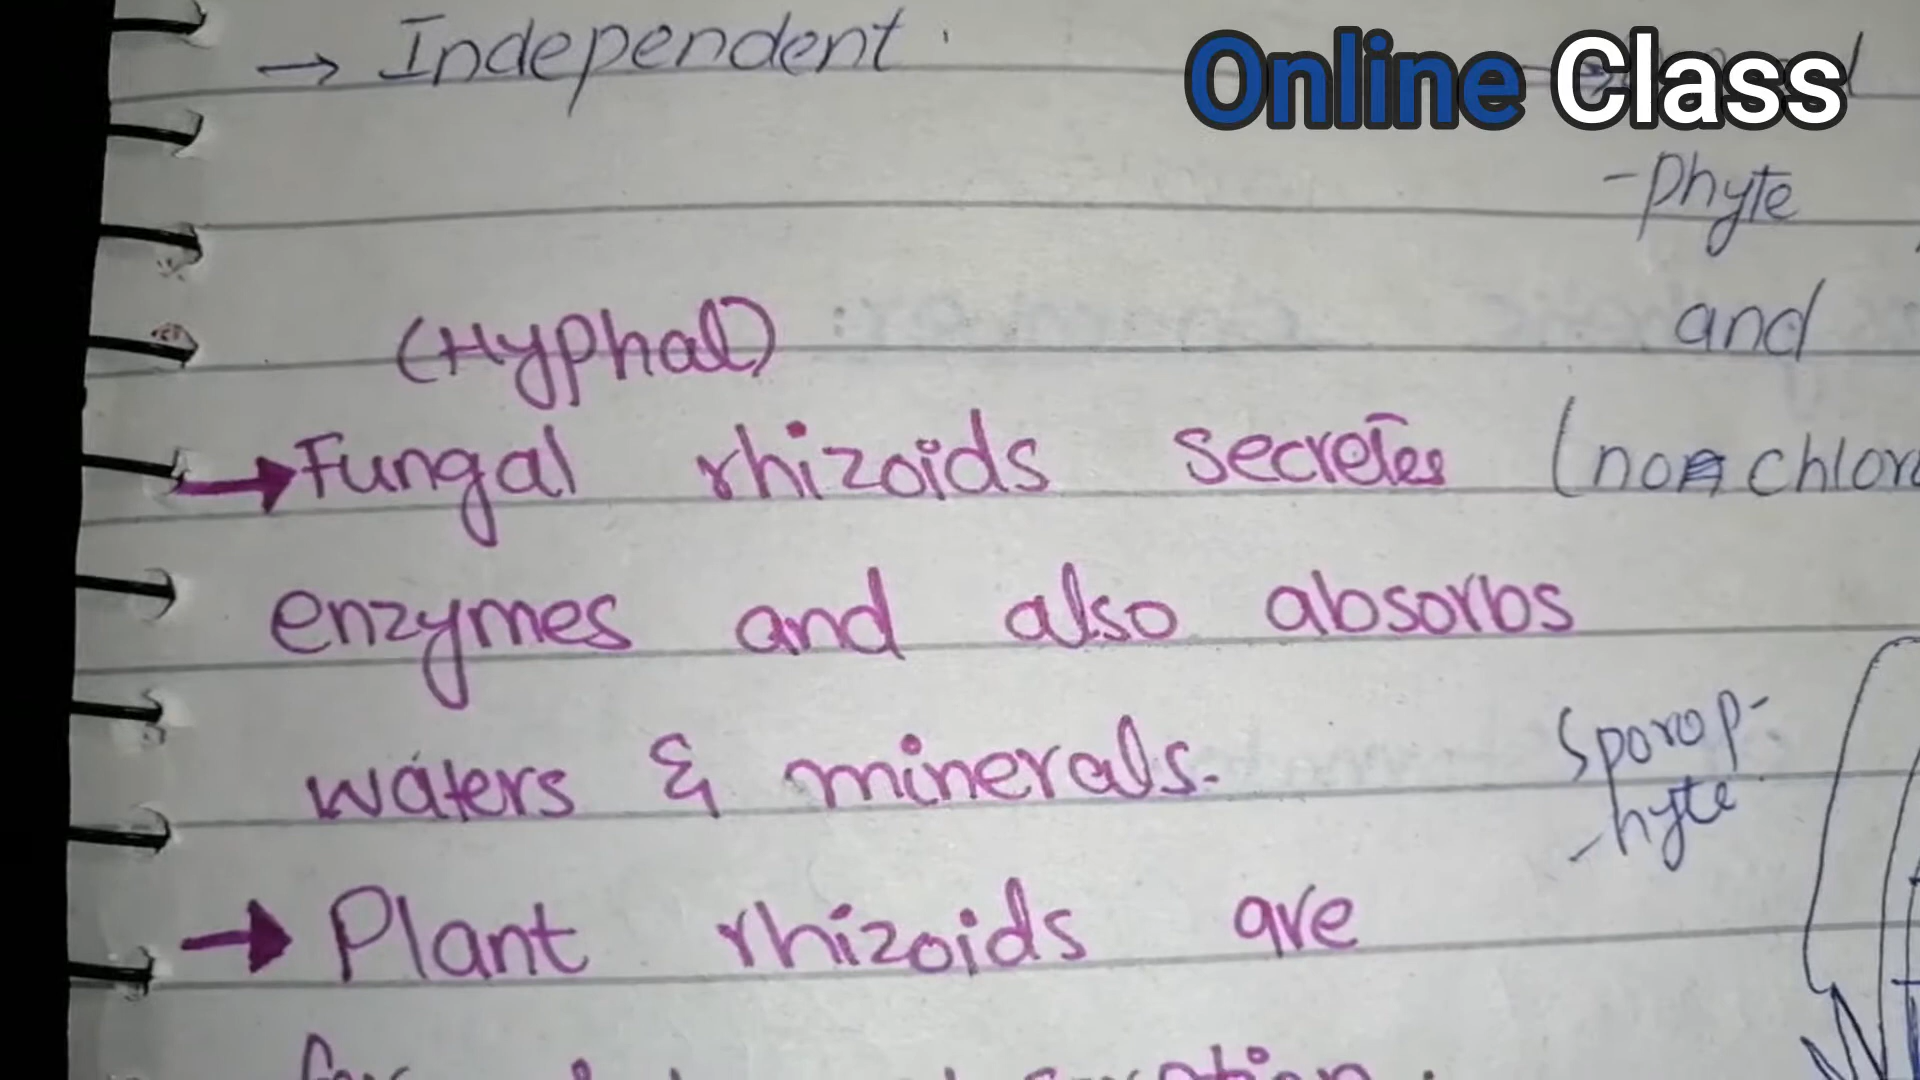 → Independent.
Online Class
-phyte
and
(Hyphal)
→ Fungal rhizoids secretes
(non chloro
enzymes and also absorbs
Sporop-
-hyte
waters & minerals.
→ Plant rhizoids are